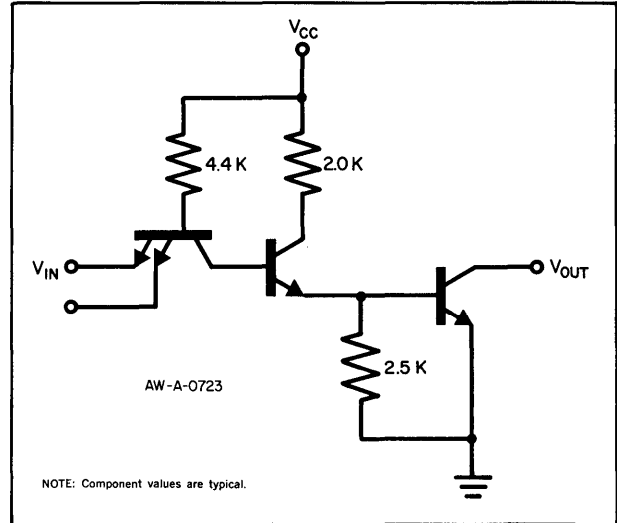 VCC
4.4 K
2.0 K
VIN
VOUT
2.5 K
AW-A-0723
NOTE: Component values are typical.